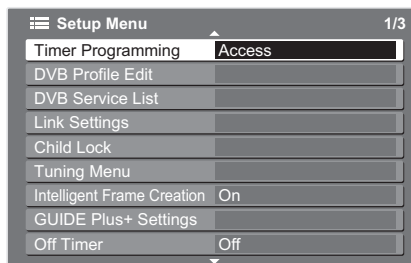 Setup Menu 1/3
Timer Programming Access
DVB Profile Edit
DVB Service List
Link Settings
Child Lock
Tuning Menu
Intelligent Frame Creation On
GUIDE Plus+ Settings
Off Timer Off